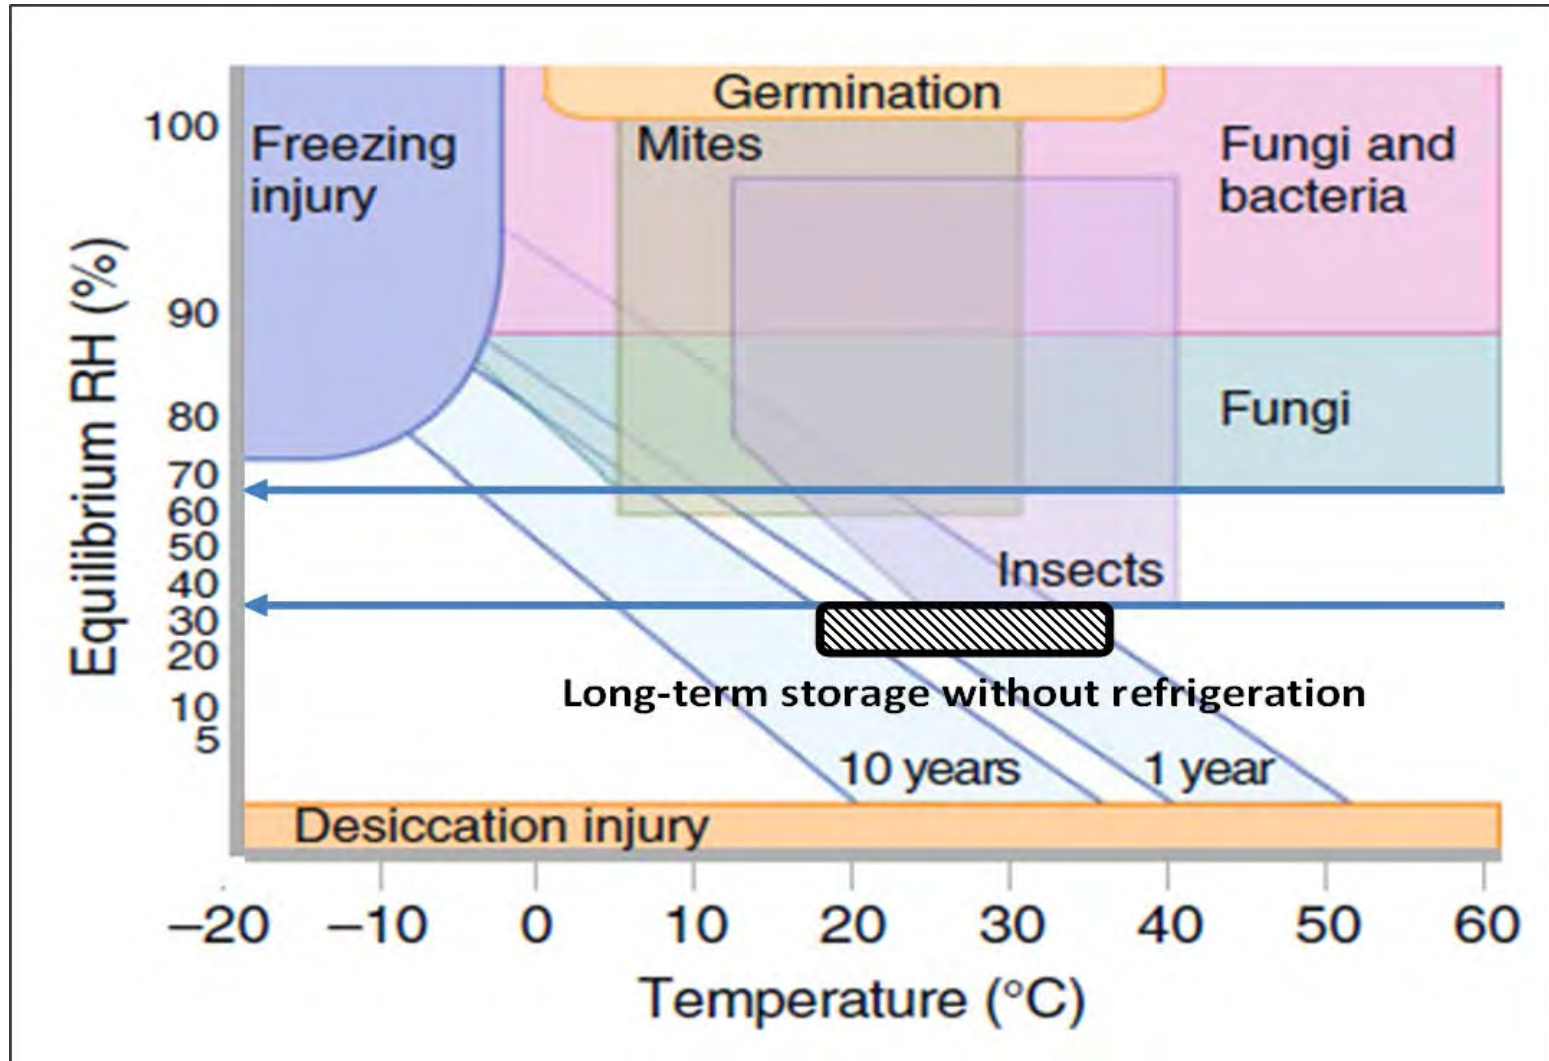 Germination
Freezing
injury
Mites
Fungi and
bacteria
Fungi
Insects
Long-term storage without refrigeration
10 years
1 year
Desiccation injury
Equilibrium RH (%)
100
90
80
70
60
50
40
30
20
10
5
–20 –10 0 10 20 30 40 50 60
Temperature (°C)